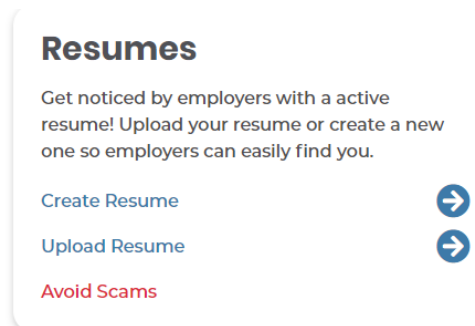 Resumes
Get noticed by employers with a active
resume! Upload your resume or create a new
one so employers can easily find you.
Create Resume
Upload Resume
Avoid Scams